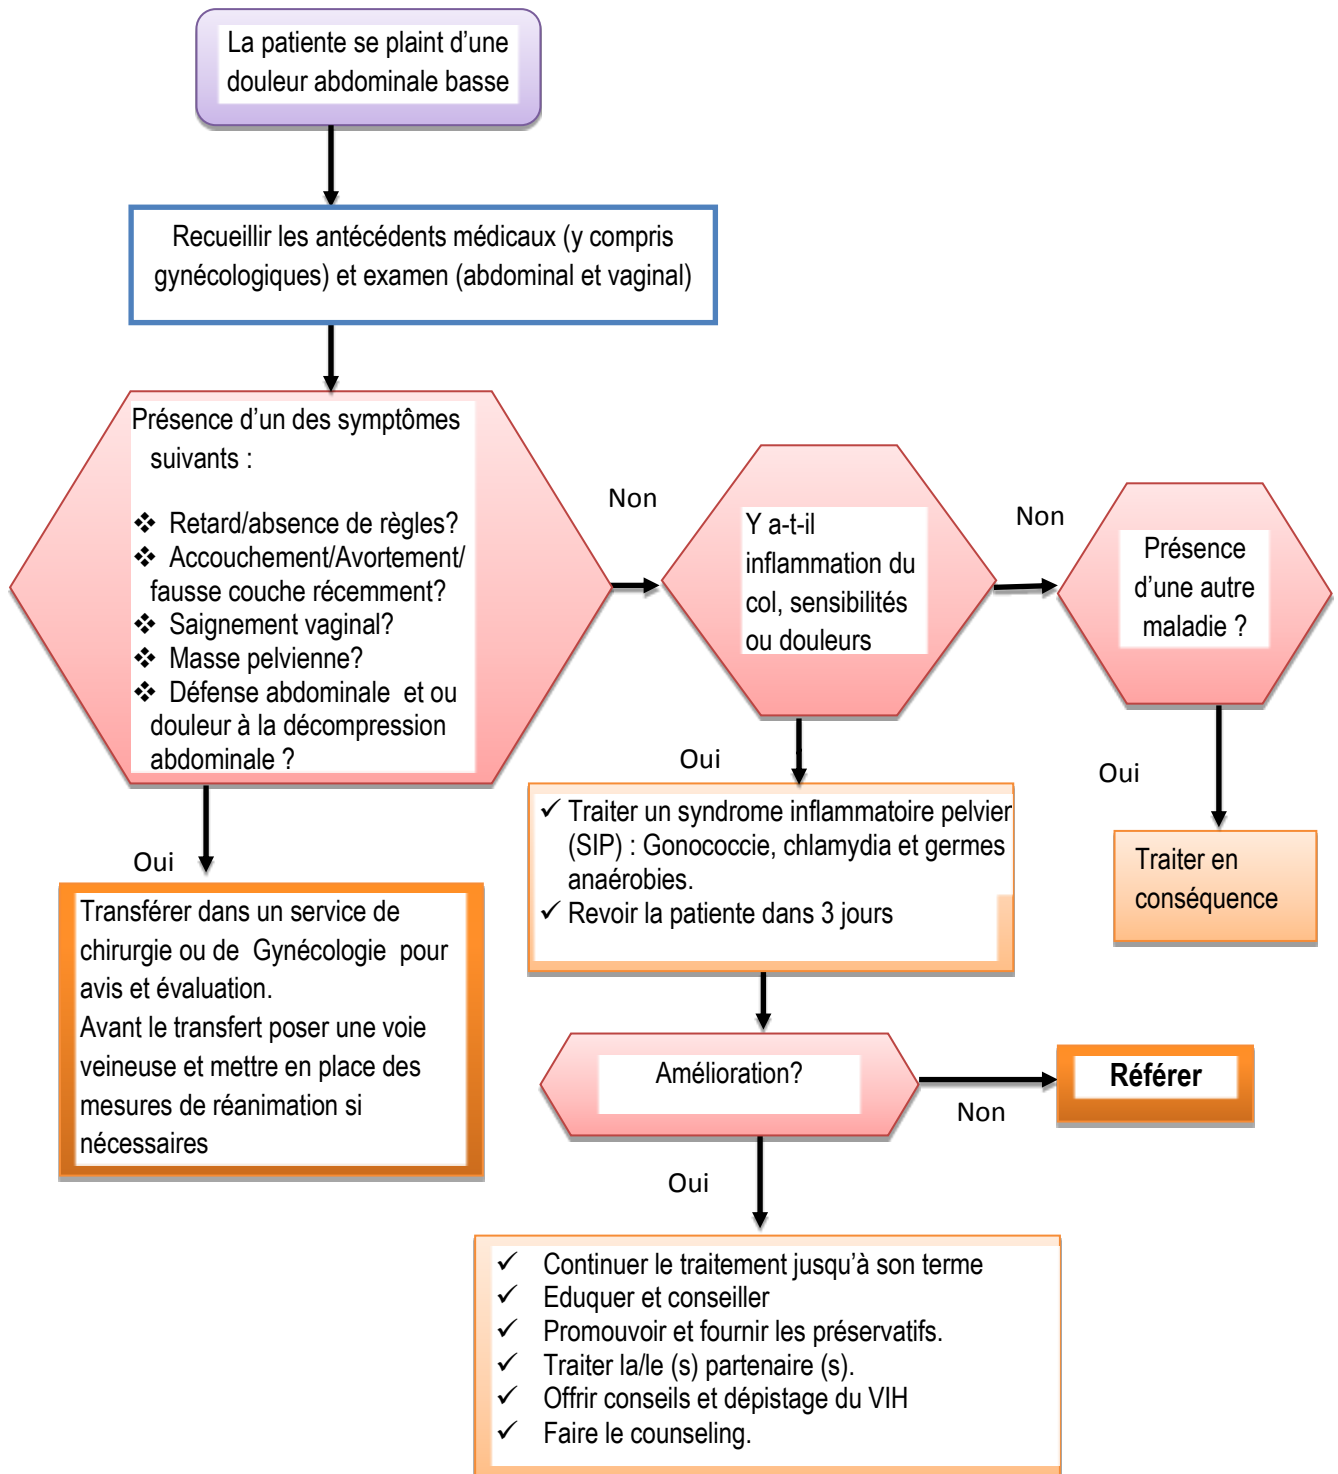 La patiente se plaint d’une
douleur abdominale basse
Recueillir les antécédents médicaux (y compris
gynécologiques) et examen (abdominal et vaginal)
Présence d’un des symptômes
suivants :
❖ Retard/absence de règles?
❖ Accouchement/Avortement/
fausse couche récemment?
❖ Saignement vaginal?
❖ Masse pelvienne?
❖ Défense abdominale et ou
douleur à la décompression
abdominale ?
Non
Y a-t-il
inflammation du
col, sensibilités
ou douleurs
Non
Présence
d’une autre
maladie ?
Oui
Transférer dans un service de
chirurgie ou de Gynécologie pour
avis et évaluation.
Avant le transfert poser une voie
veineuse et mettre en place des
mesures de réanimation si
nécessaires
Oui
✓ Traiter un syndrome inflammatoire pelvier
(SIP) : Gonococcie, chlamydia et germes
anaérobies.
✓ Revoir la patiente dans 3 jours
Oui
Traiter en
conséquence
Amélioration?
Non
Référer
Oui
✓ Continuer le traitement jusqu’à son terme
✓ Eduquer et conseiller
✓ Promouvoir et fournir les préservatifs.
✓ Traiter la/le (s) partenaire (s).
✓ Offrir conseils et dépistage du VIH
✓ Faire le counseling.